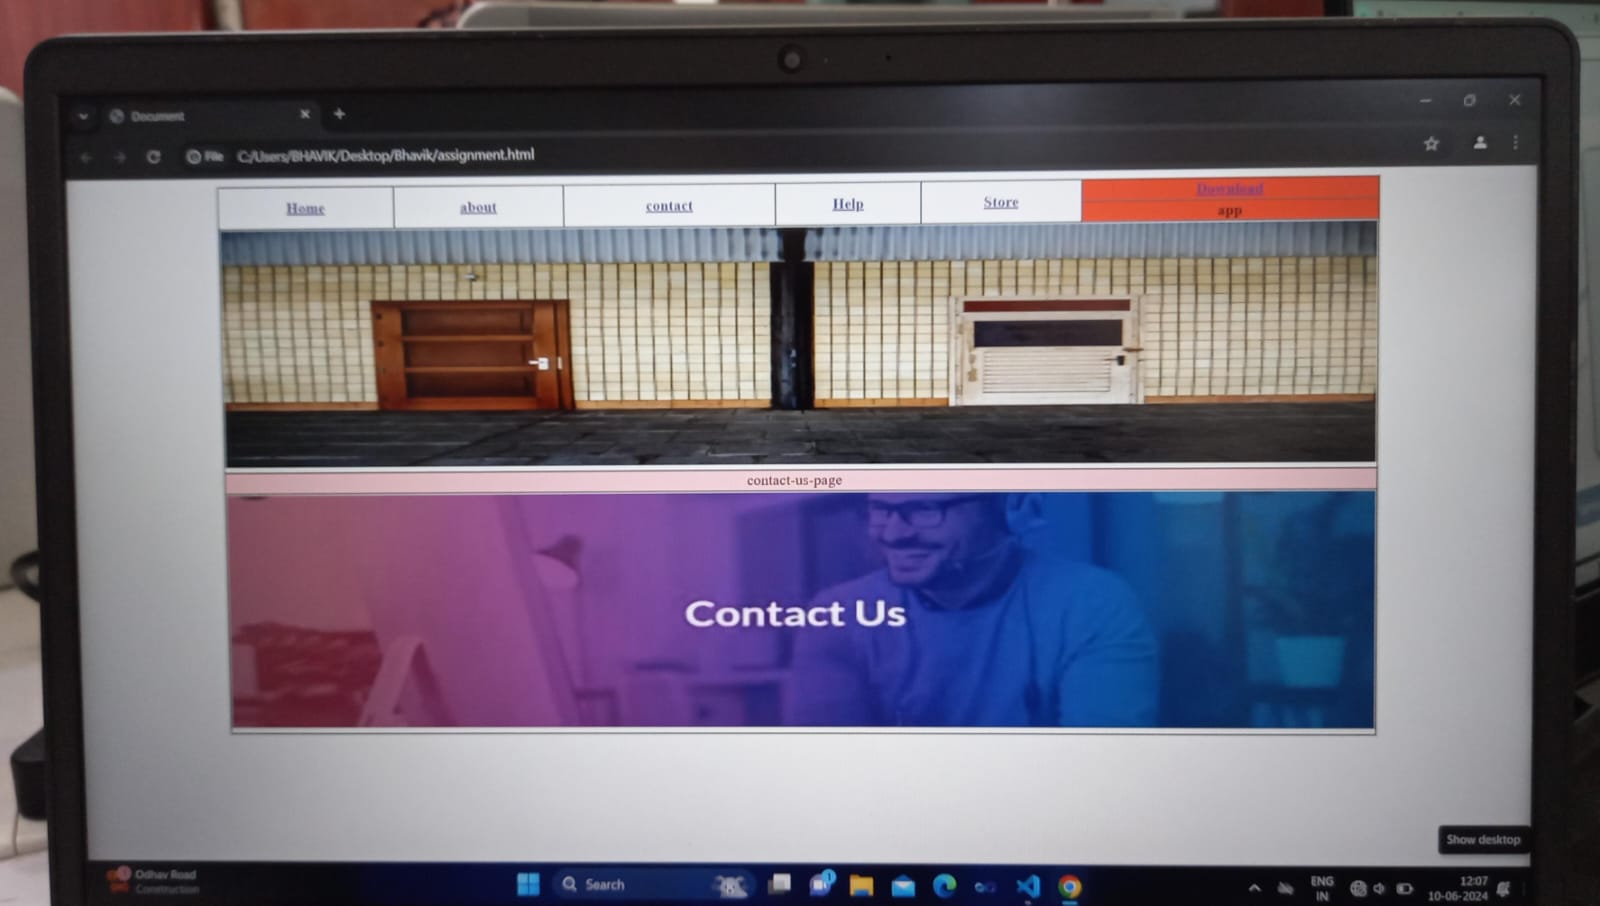 Document
File C:/Users/BHAVIK/Desktop/Bhavik/assignment.html
Home about contact Help Store Download
app
contact-us-page
Contact Us
Show desktop
Odhav Road
Construction
Search
1
ENG
IN
12:07
10-06-2024